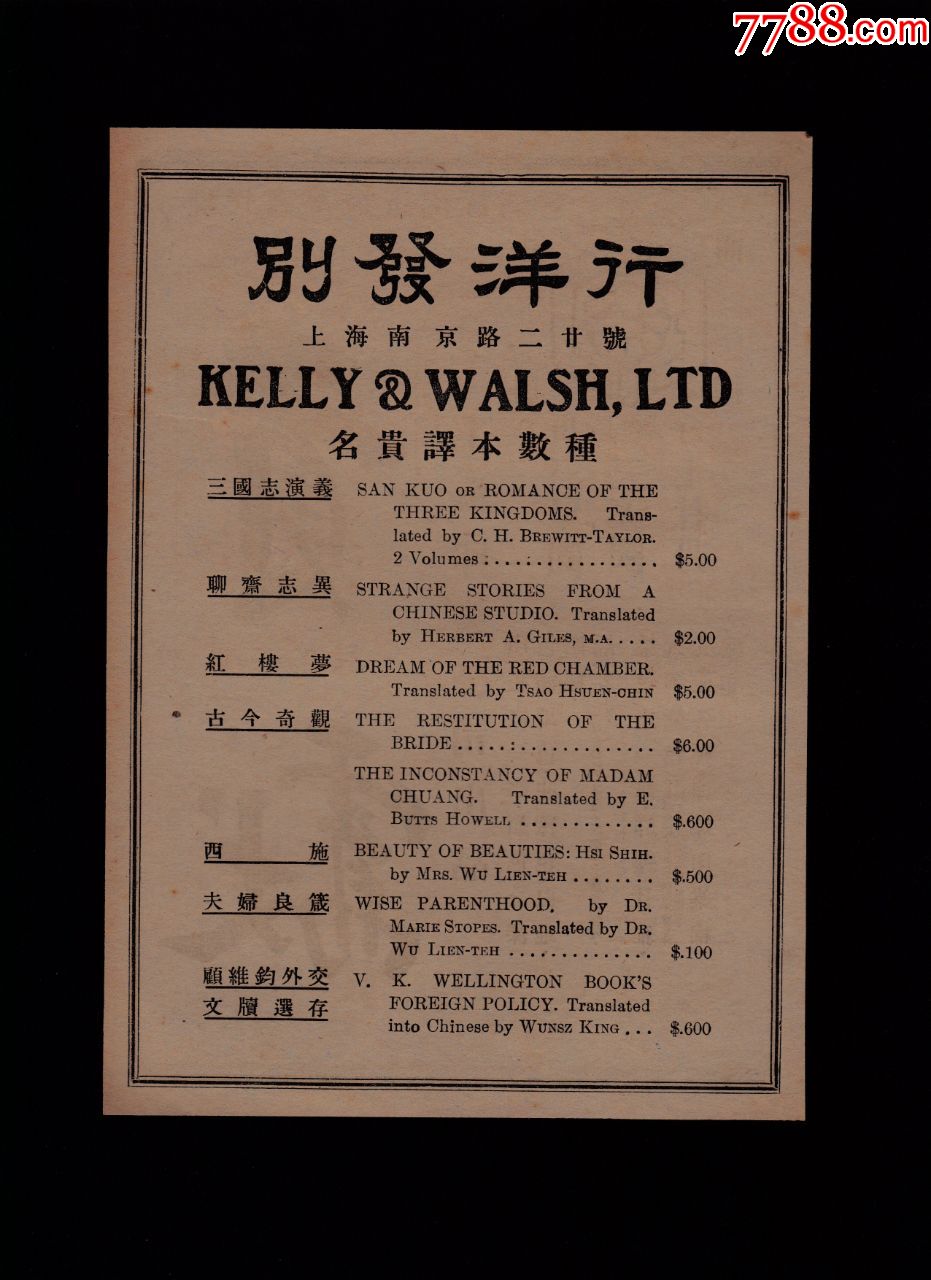 7788.com
別發洋行
上海南京路二廿號
KELLY & WALSH, LTD
名貴譯本數種
三國志演義 SAN KUO OR ROMANCE OF THE
THREE KINGDOMS. Trans-
lated by C. H. BREWITT-TAYLOR.
2 Volumes :....:................. $5.00
聊齋志異 STRANGE STORIES FROM A
CHINESE STUDIO. Translated
by HERBERT A. GILES, M.A. ..... $2.00
紅樓夢 DREAM OF THE RED CHAMBER.
Translated by TSAO HSUEN-CHIN $5.00
古今奇觀 THE RESTITUTION OF THE
BRIDE .....:.............. $6.00
THE INCONSTANCY OF MADAM
CHUANG. Translated by E.
BUTTS HOWELL ............. $.600
西施 BEAUTY OF BEAUTIES: HSI SHIH.
by MRS. WU LIEN-TEH ........ $.500
夫婦良箴 WISE PARENTHOOD. by DR.
MARIE STOPES. Translated by DR.
WU LIEN-TEH .............. $.100
顧維鈞外交 V. K. WELLINGTON BOOK'S
文牘選存 FOREIGN POLICY. Translated
into Chinese by WUNSZ KING ... $.600